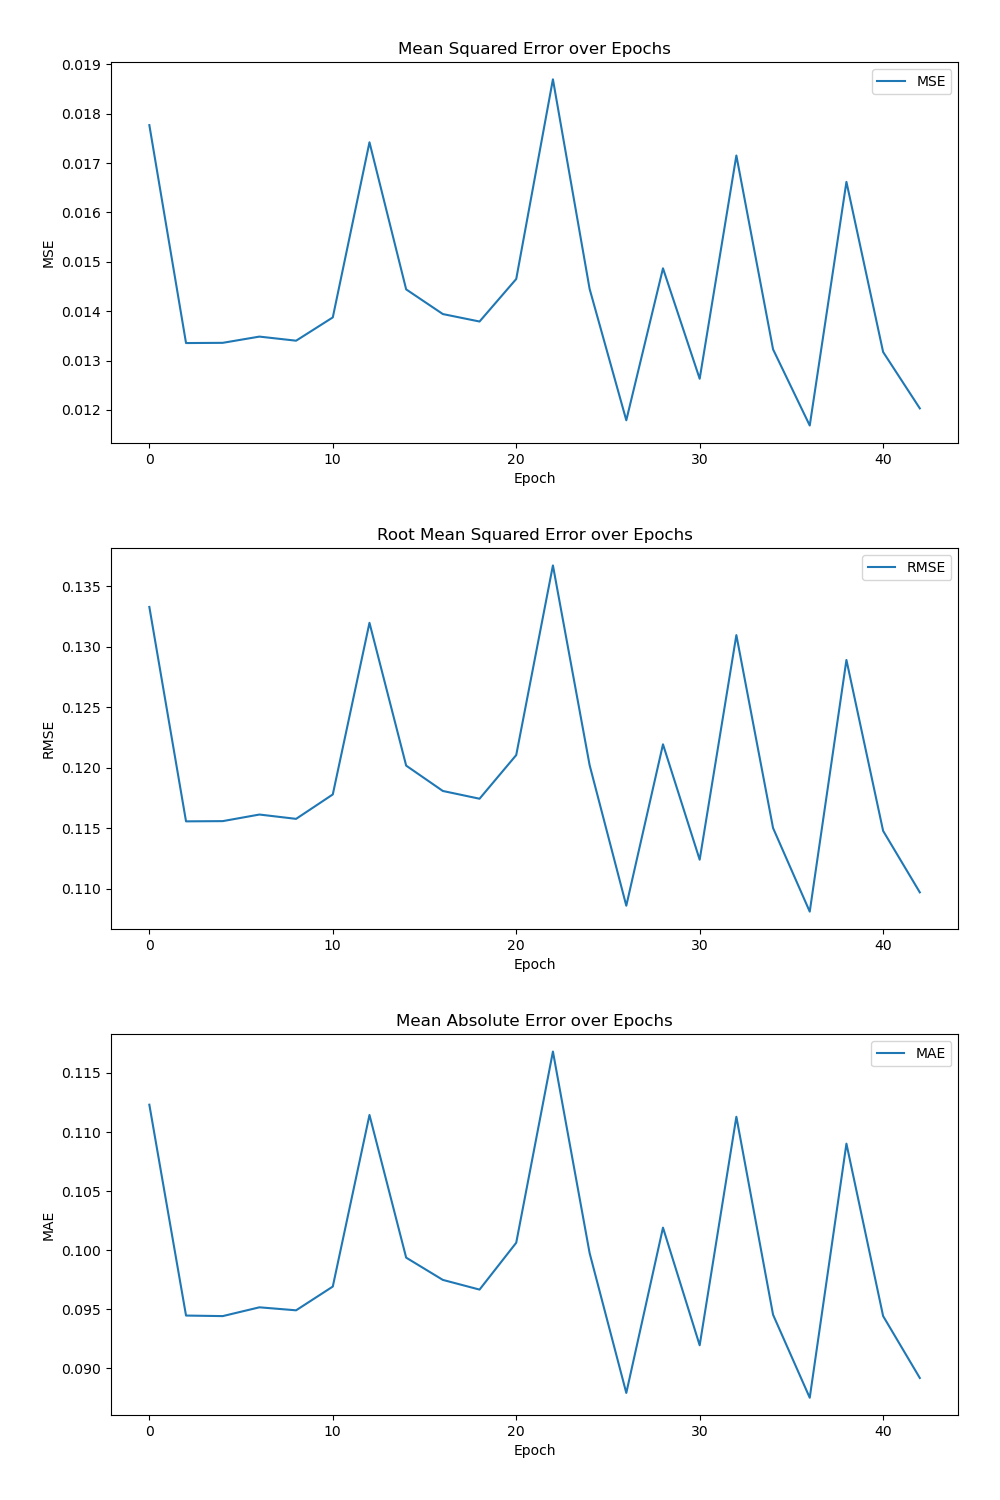 Mean Squared Error over Epochs
0.019
0.018
0.017
0.016
0.015
0.014
0.013
0.012
MSE
MSE
0 10 20 30 40
Epoch
Root Mean Squared Error over Epochs
0.135
0.130
0.125
0.120
0.115
0.110
RMSE
RMSE
0 10 20 30 40
Epoch
Mean Absolute Error over Epochs
0.115
0.110
0.105
0.100
0.095
0.090
MAE
MAE
0 10 20 30 40
Epoch